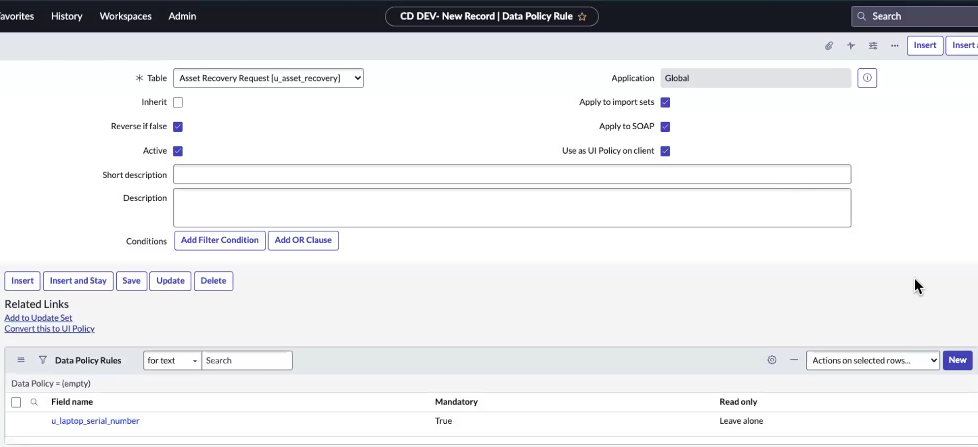 avorites History Workspaces Admin CD DEV- New Record | Data Policy Rule Search
Insert Insert a
* Table Asset Recovery Request [u_asset_recovery] Application Global
Inherit Apply to import sets
Reverse if false Apply to SOAP
Active Use as UI Policy on client
Short description
Description
Conditions Add Filter Condition Add OR Clause
Insert Insert and Stay Save Update Delete
Related Links
Add to Update Set
Convert this to UI Policy
Data Policy Rules for text Search Actions on selected rows... New
Data Policy = (empty)
Field name Mandatory Read only
u_laptop_serial_number True Leave alone